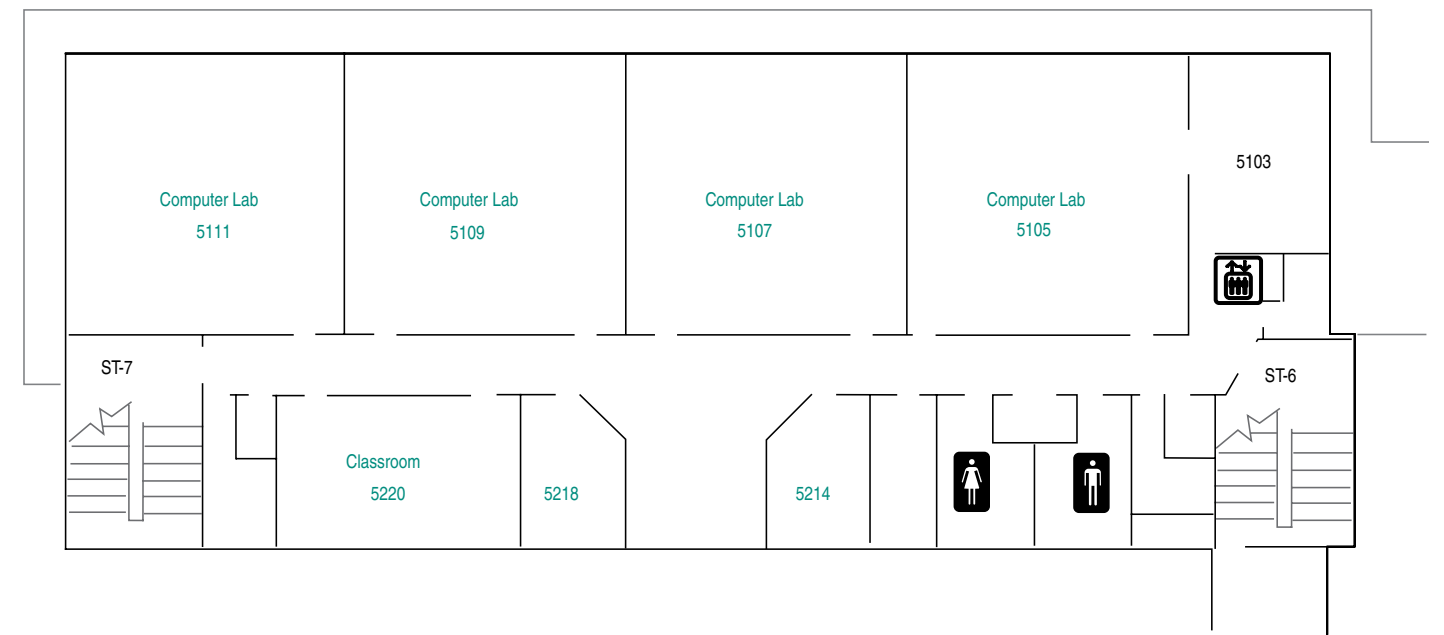 5103
Computer Lab
5111
Computer Lab
5109
Computer Lab
5107
Computer Lab
5105
ST-7
ST-6
Classroom
5220
5218
5214